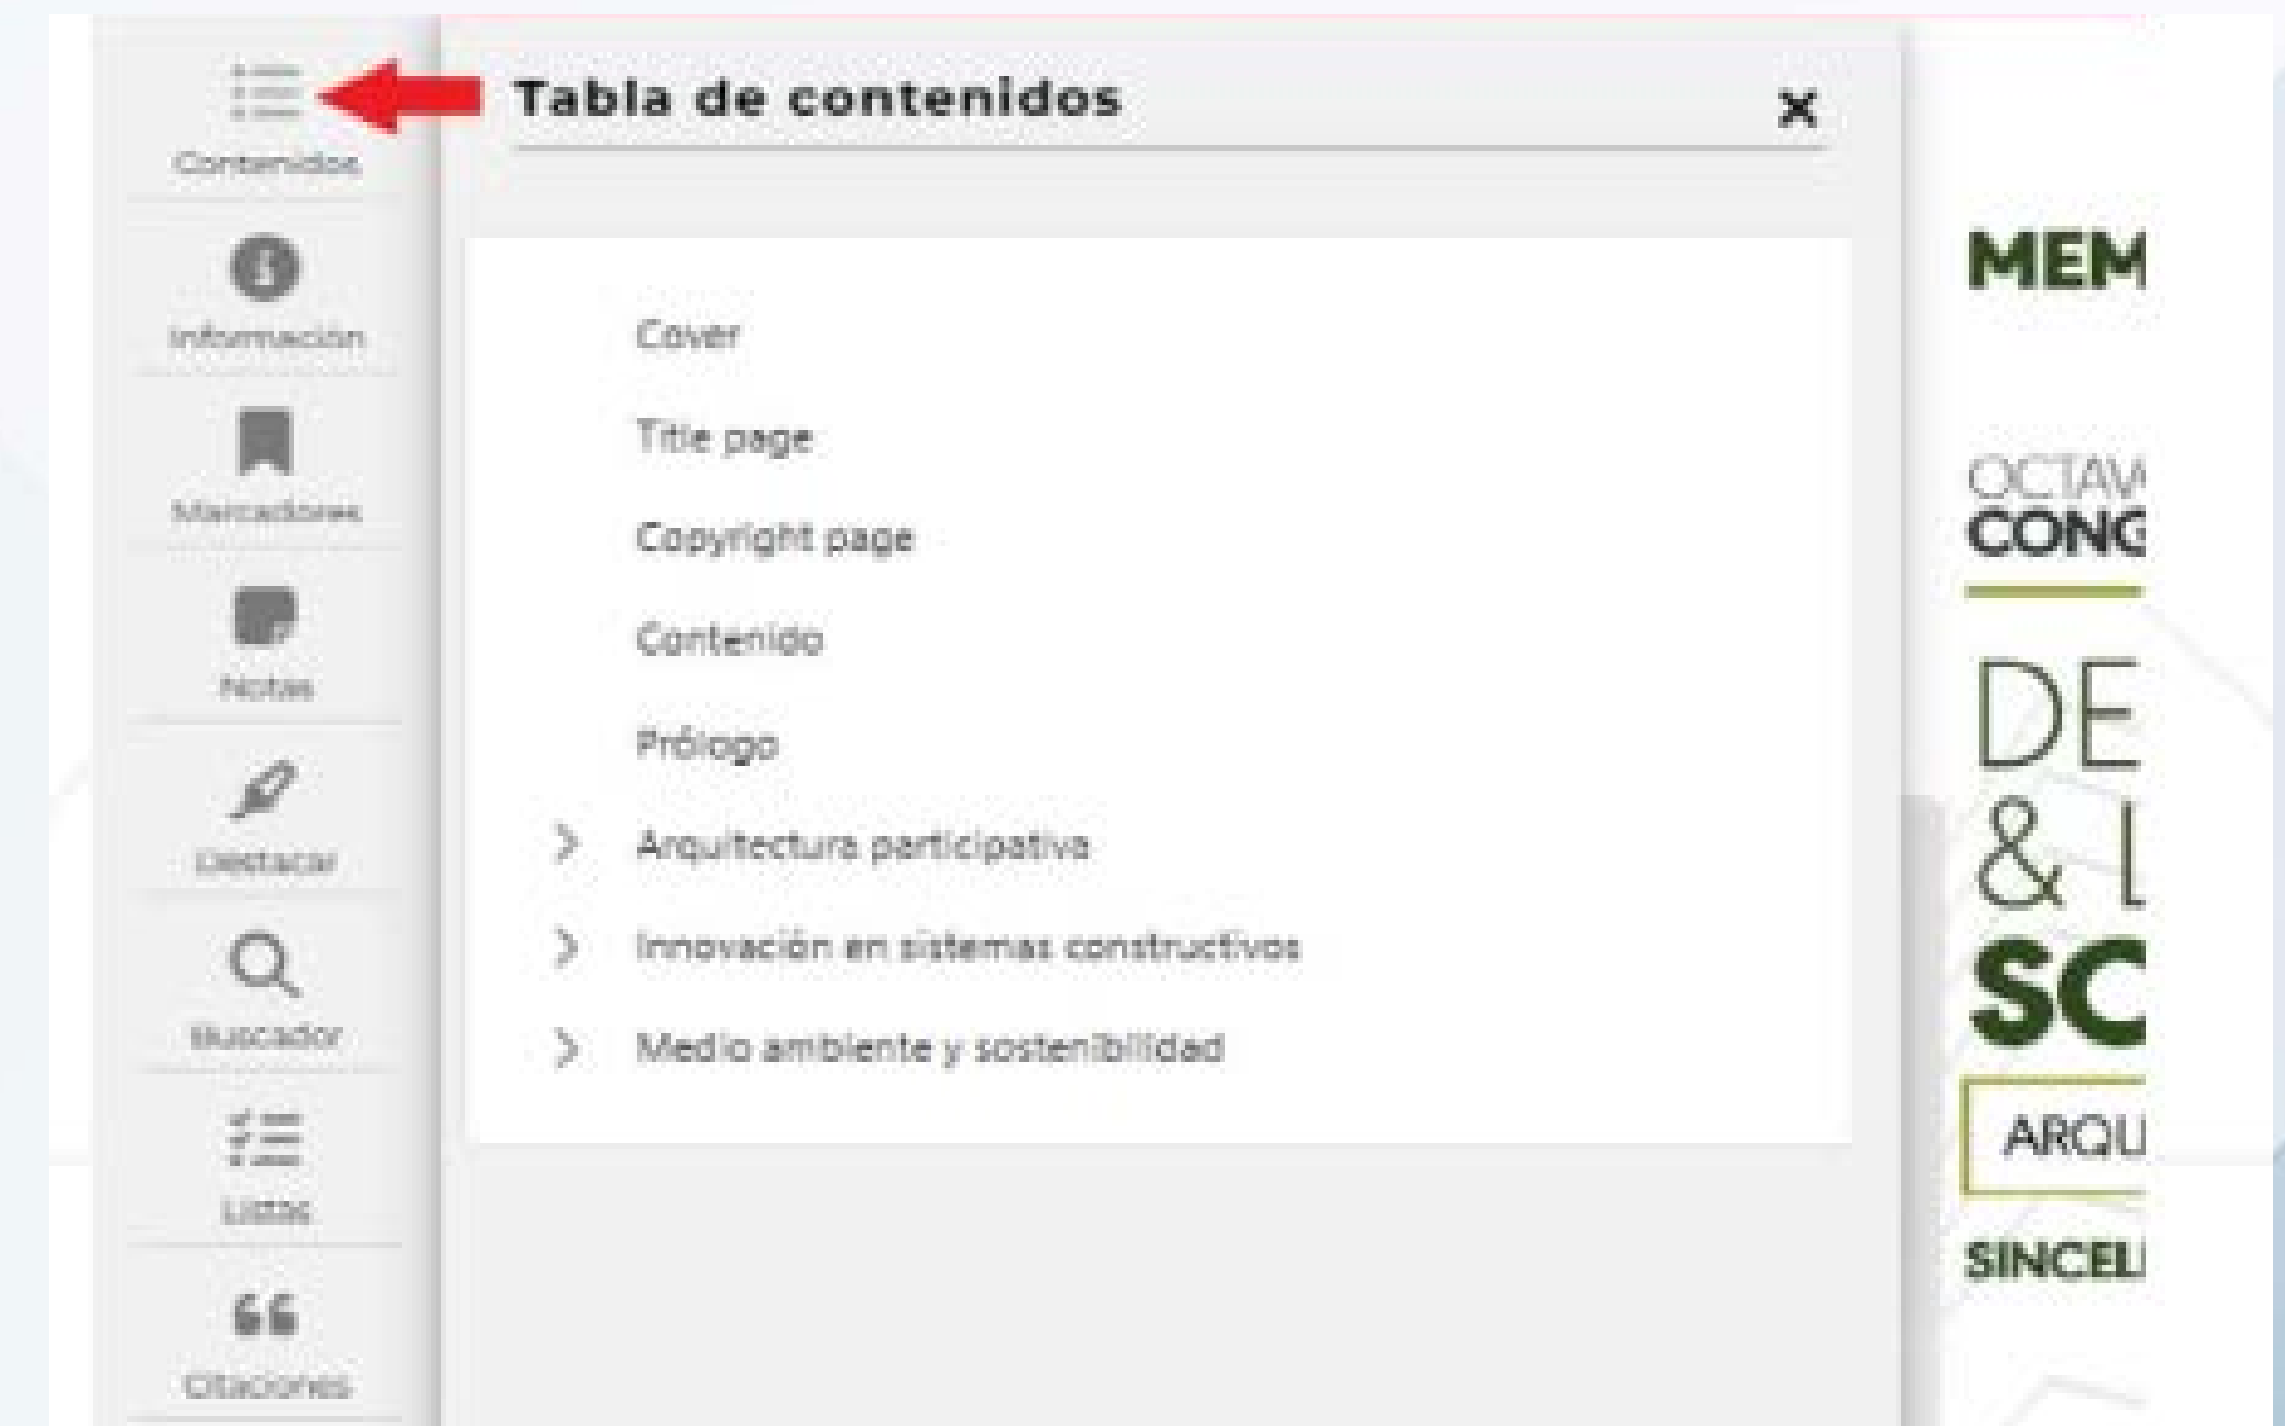 Contenidos
Información
Marcadores
Notas
Destacar
Buscador
Listas
Citaciones
Tabla de contenidos
Cover
Title page
Copyright page
Contenido
Prólogo
Arquitectura participativa
Innovación en sistemas constructivos
Medio ambiente y sostenibilidad
MEM
OCTAV
CONG
DE
&
SC
ARQU
SINCEL